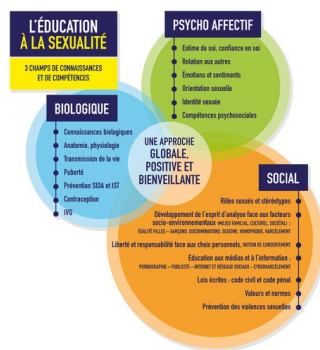 L'ÉDUCATION
À LA SEXUALITÉ
3 CHAMPS DE CONNAISSANCES
ET DE COMPÉTENCES
PSYCHO AFFECTIF
Estime de soi, confiance en soi
Relation aux autres
Émotions et sentiments
Orientation sexuelle
Identité sexuée
Compétences psychosociales
BIOLOGIQUE
Connaissances biologiques
Anatomie, physiologie
Transmission de la vie
Puberté
Prévention SIDA et IST
Contraception
IVG
UNE APPROCHE
GLOBALE,
POSITIVE ET
BIENVEILLANTE
SOCIAL
Rôles sexués et stéréotypes
Développement de l'esprit d'analyse face aux facteurs
socio-environnementaux (MILIEU FAMILIAL, CULTUREL, SOCIÉTAL) :
ÉGALITÉ FILLES – GARÇONS, DISCRIMINATIONS, SEXISME, HOMOPHOBIE, HARCÈLEMENT
Liberté et responsabilité face aux choix personnels, NOTION DE CONSENTEMENT
Éducation aux médias et à l'information :
PORNOGRAPHIE – PUBLICITÉ – INTERNET ET RÉSEAUX SOCIAUX – CYBERHARCÈLEMENT
Lois écrites : code civil et code pénal
Valeurs et normes
Prévention des violences sexuelles